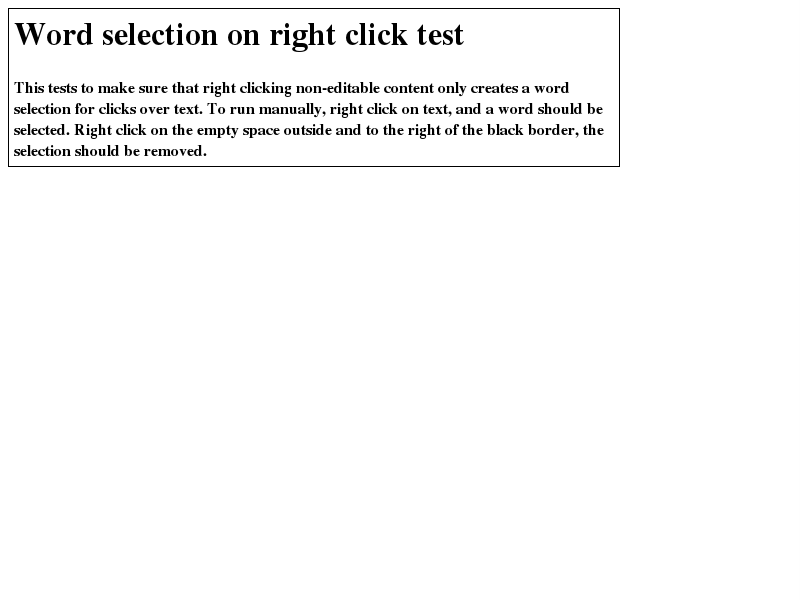 Word selection on right click test
This tests to make sure that right clicking non-editable content only creates a word
selection for clicks over text. To run manually, right click on text, and a word should be
selected. Right click on the empty space outside and to the right of the black border, the
selection should be removed.